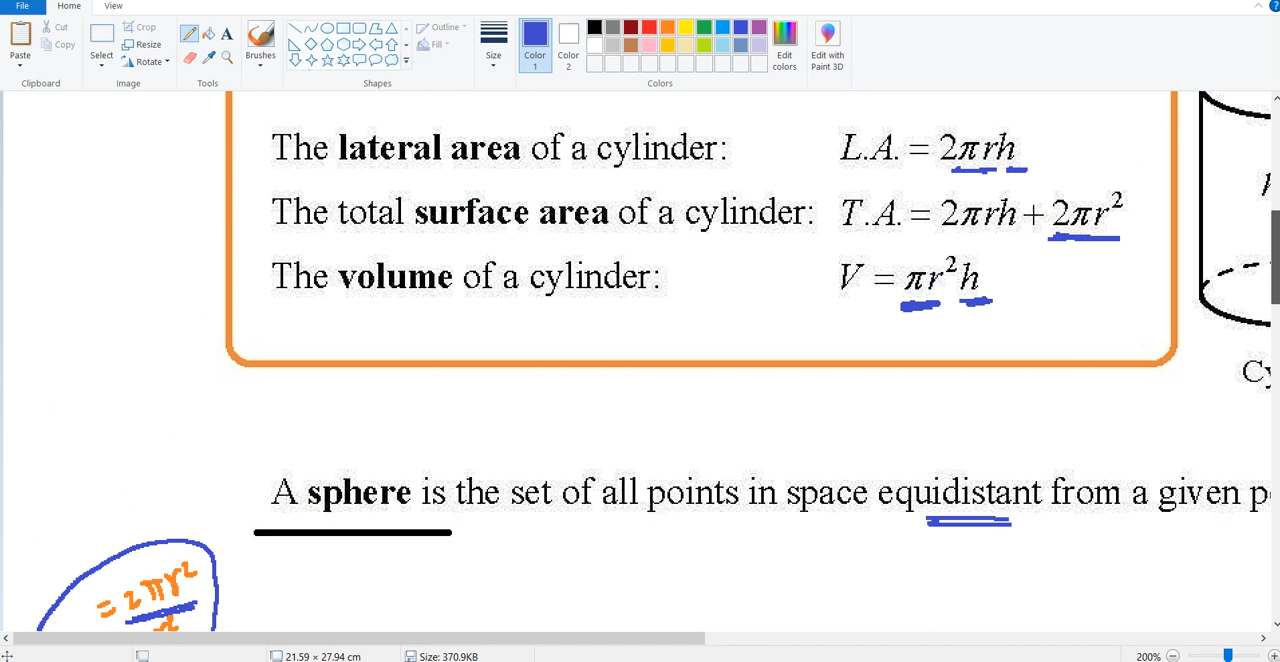 File Home View
Paste Cut Copy Clipboard
Select Crop Resize Rotate Image
A Tools
Brushes
Outline Fill Shapes
Size
Color 1 Color 2 Edit colors Colors
Edit with Paint 3D
The lateral area of a cylinder: L.A. = 2πrh
The total surface area of a cylinder: T.A. = 2πrh + 2πr²
The volume of a cylinder: V = πr²h
h
Cy
A sphere is the set of all points in space equidistant from a given p
= 2πr²
21.59 × 27.94 cm Size: 370.9KB 200%